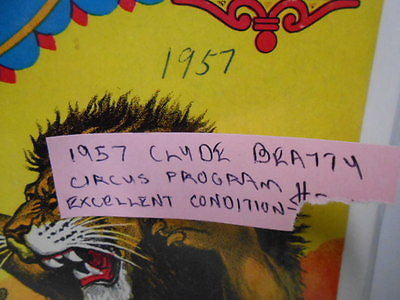 1957
1957 CLYDE BEATTY
CIRCUS PROGRAM
EXCELLENT CONDITION